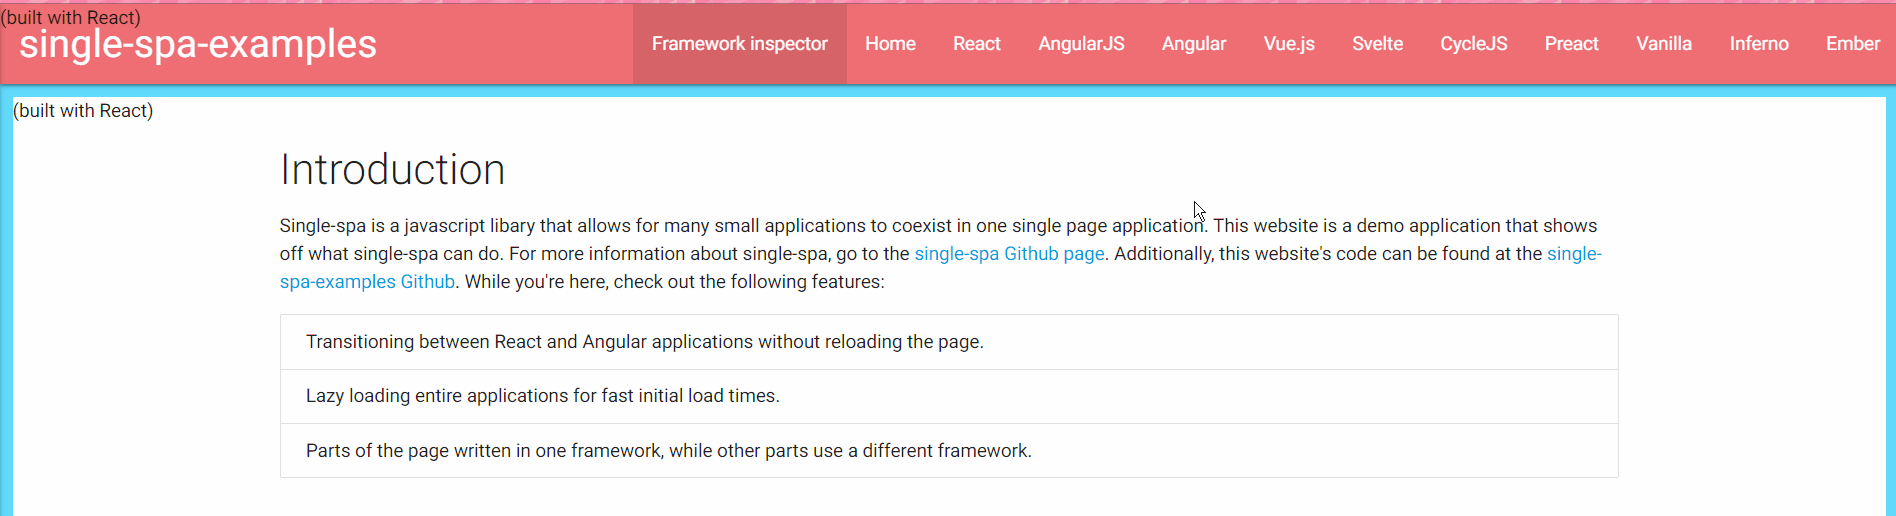 (built with React)
single-spa-examples
Framework inspector Home React AngularJS Angular Vue.js Svelte CycleJS Preact Vanilla Inferno Ember
(built with React)
Introduction
Single-spa is a javascript libary that allows for many small applications to coexist in one single page application. This website is a demo application that shows
off what single-spa can do. For more information about single-spa, go to the single-spa Github page. Additionally, this website's code can be found at the single-
spa-examples Github. While you're here, check out the following features:
Transitioning between React and Angular applications without reloading the page.
Lazy loading entire applications for fast initial load times.
Parts of the page written in one framework, while other parts use a different framework.